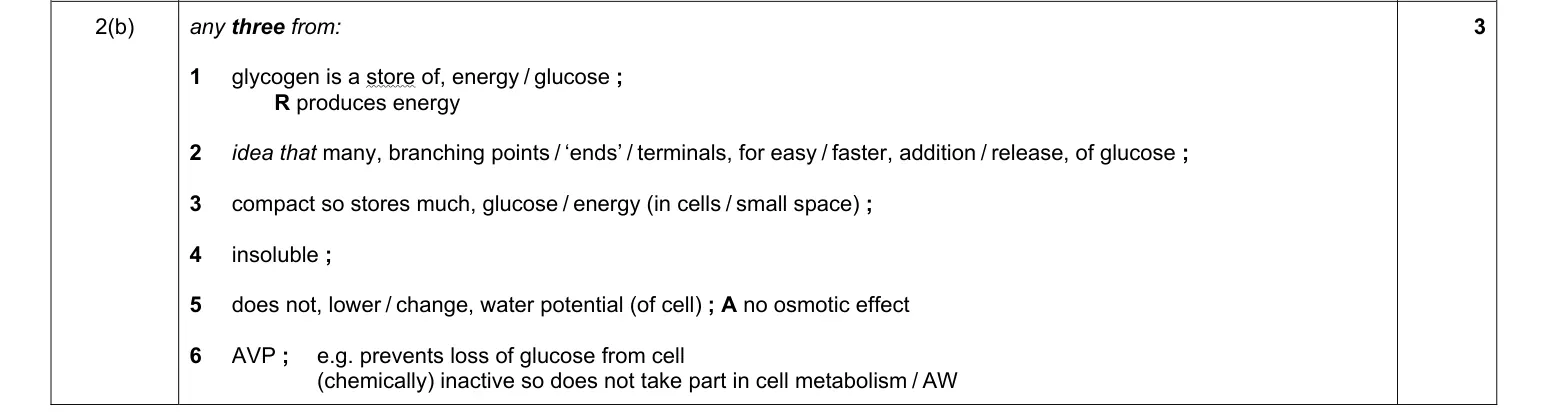 2(b) any three from: 3
1 glycogen is a store of, energy / glucose ;
R produces energy
2 idea that many, branching points / ‘ends’ / terminals, for easy / faster, addition / release, of glucose ;
3 compact so stores much, glucose / energy (in cells / small space) ;
4 insoluble ;
5 does not, lower / change, water potential (of cell) ; A no osmotic effect
6 AVP ; e.g. prevents loss of glucose from cell
(chemically) inactive so does not take part in cell metabolism / AW